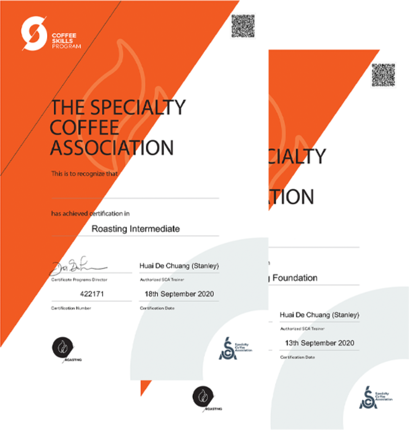 COFFEE
SKILLS
PROGRAM
THE SPECIALTY
COFFEE
ASSOCIATION
This is to recognize that
has achieved certification in
Roasting Intermediate
Huai De Chuang (Stanley)
Certificate Programs Director
Authorized SCA Trainer
422171
18th September 2020
Certification Number
Certification Date
ROASTING
Specialty
Coffee
Association
CIALTY
TION
g Foundation
Huai De Chuang (Stanley)
Authorized SCA Trainer
13th September 2020
Certification Date
ROASTING
Specialty
Coffee
Association